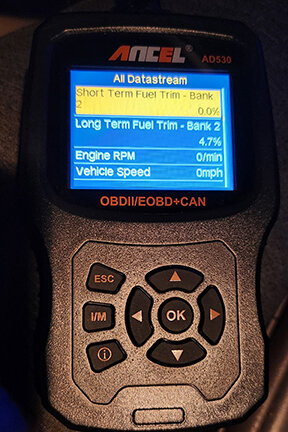 ANCEL
AD530
All Datastream
Short Term Fuel Trim - Bank
2
0.0%
Long Term Fuel Trim - Bank 2
4.7%
Engine RPM 0/min
Vehicle Speed 0mph
OBDII/EOBD+CAN
ESC
I/M
OK
i